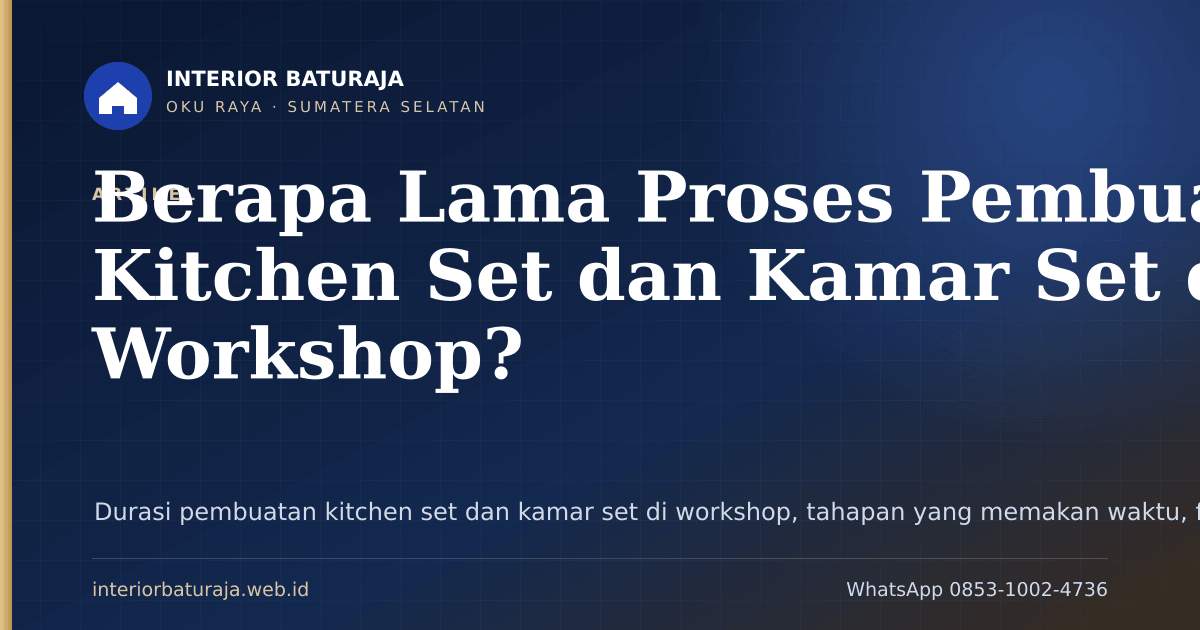 INTERIOR BATURAJA
OKU RAYA · SUMATERA SELATAN
ARTIKEL
Berapa Lama Proses Pembua
Kitchen Set dan Kamar Set
Workshop?
Durasi pembuatan kitchen set dan kamar set di workshop, tahapan yang memakan waktu,
interiorbaturaja.web.id
WhatsApp 0853-1002-4736